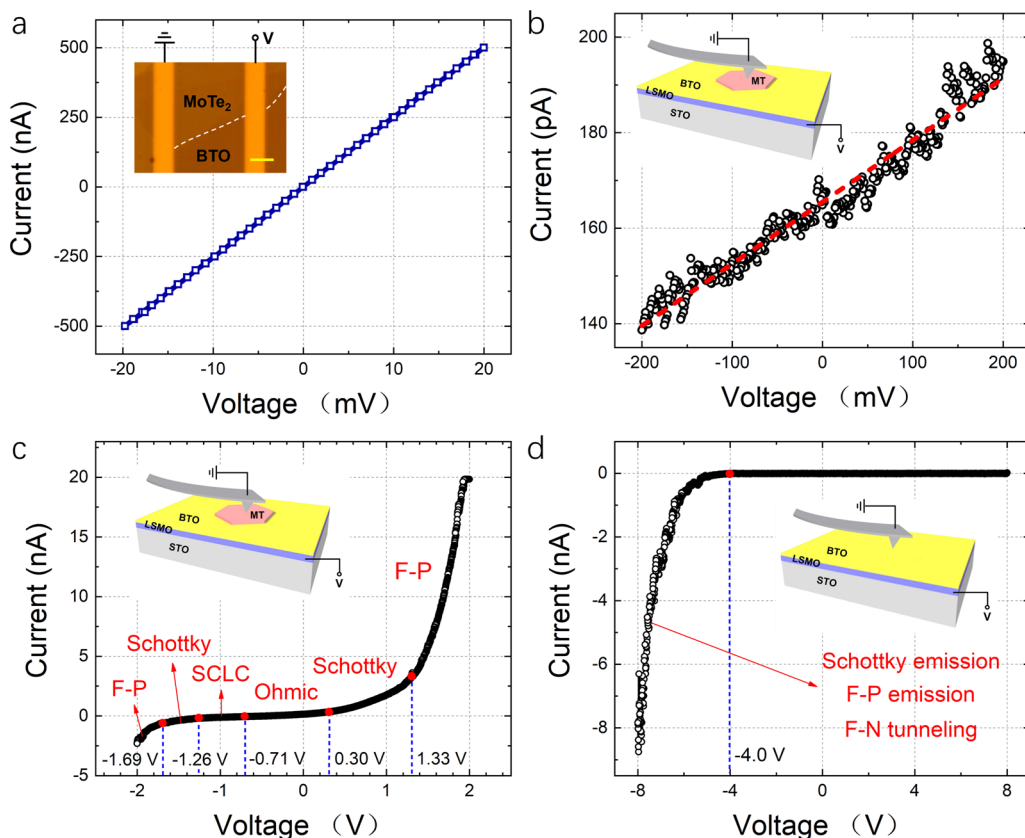 a
500
250
0
-250
-500
-20
-10
0
10
20
Current (nA)
Voltage （mV）
V
MoTe2
BTO
b
200
180
160
140
-200
-100
0
100
200
Current (pA)
Voltage （mV）
BTO
MT
LSMO
STO
V
c
20
15
10
5
0
-5
-2
-1
0
1
2
Current (nA)
Voltage （V）
BTO
MT
LSMO
STO
V
F-P
Schottky
SCLC
Ohmic
Schottky
F-P
-1.69 V
-1.26 V
-0.71 V
0.30 V
1.33 V
d
0
-2
-4
-6
-8
-8
-6
-4
-2
0
2
4
6
8
Current (nA)
Voltage （V）
BTO
LSMO
STO
V
Schottky emission
F-P emission
F-N tunneling
-4.0 V